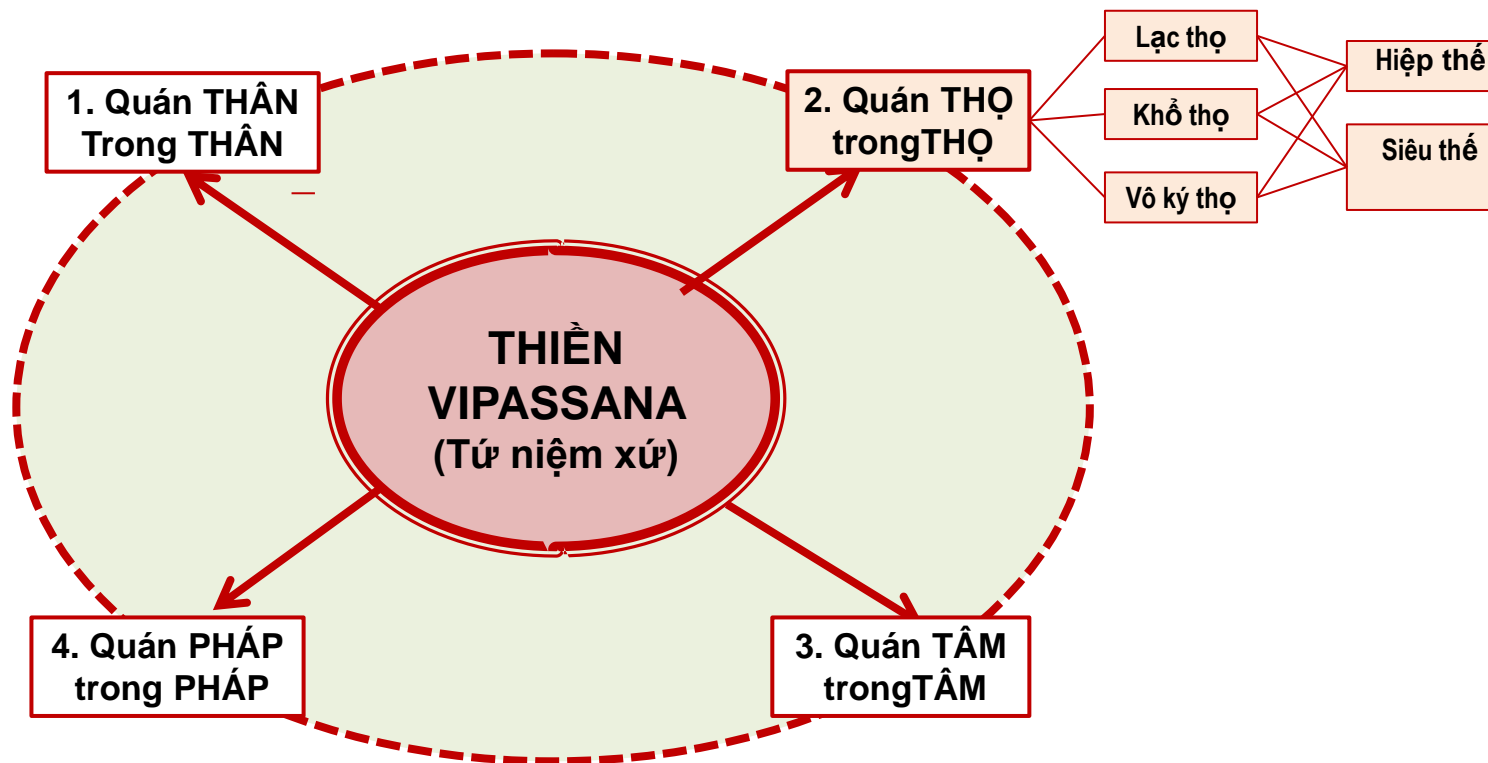 1. Quán THÂN
Trong THÂN
2. Quán THỌ
trongTHỌ
Lạc thọ
Khổ thọ
Vô ký thọ
Hiệp thế
Siêu thế
THIỀN
VIPASSANA
(Tứ niệm xứ)
4. Quán PHÁP
trong PHÁP
3. Quán TÂM
trongTÂM